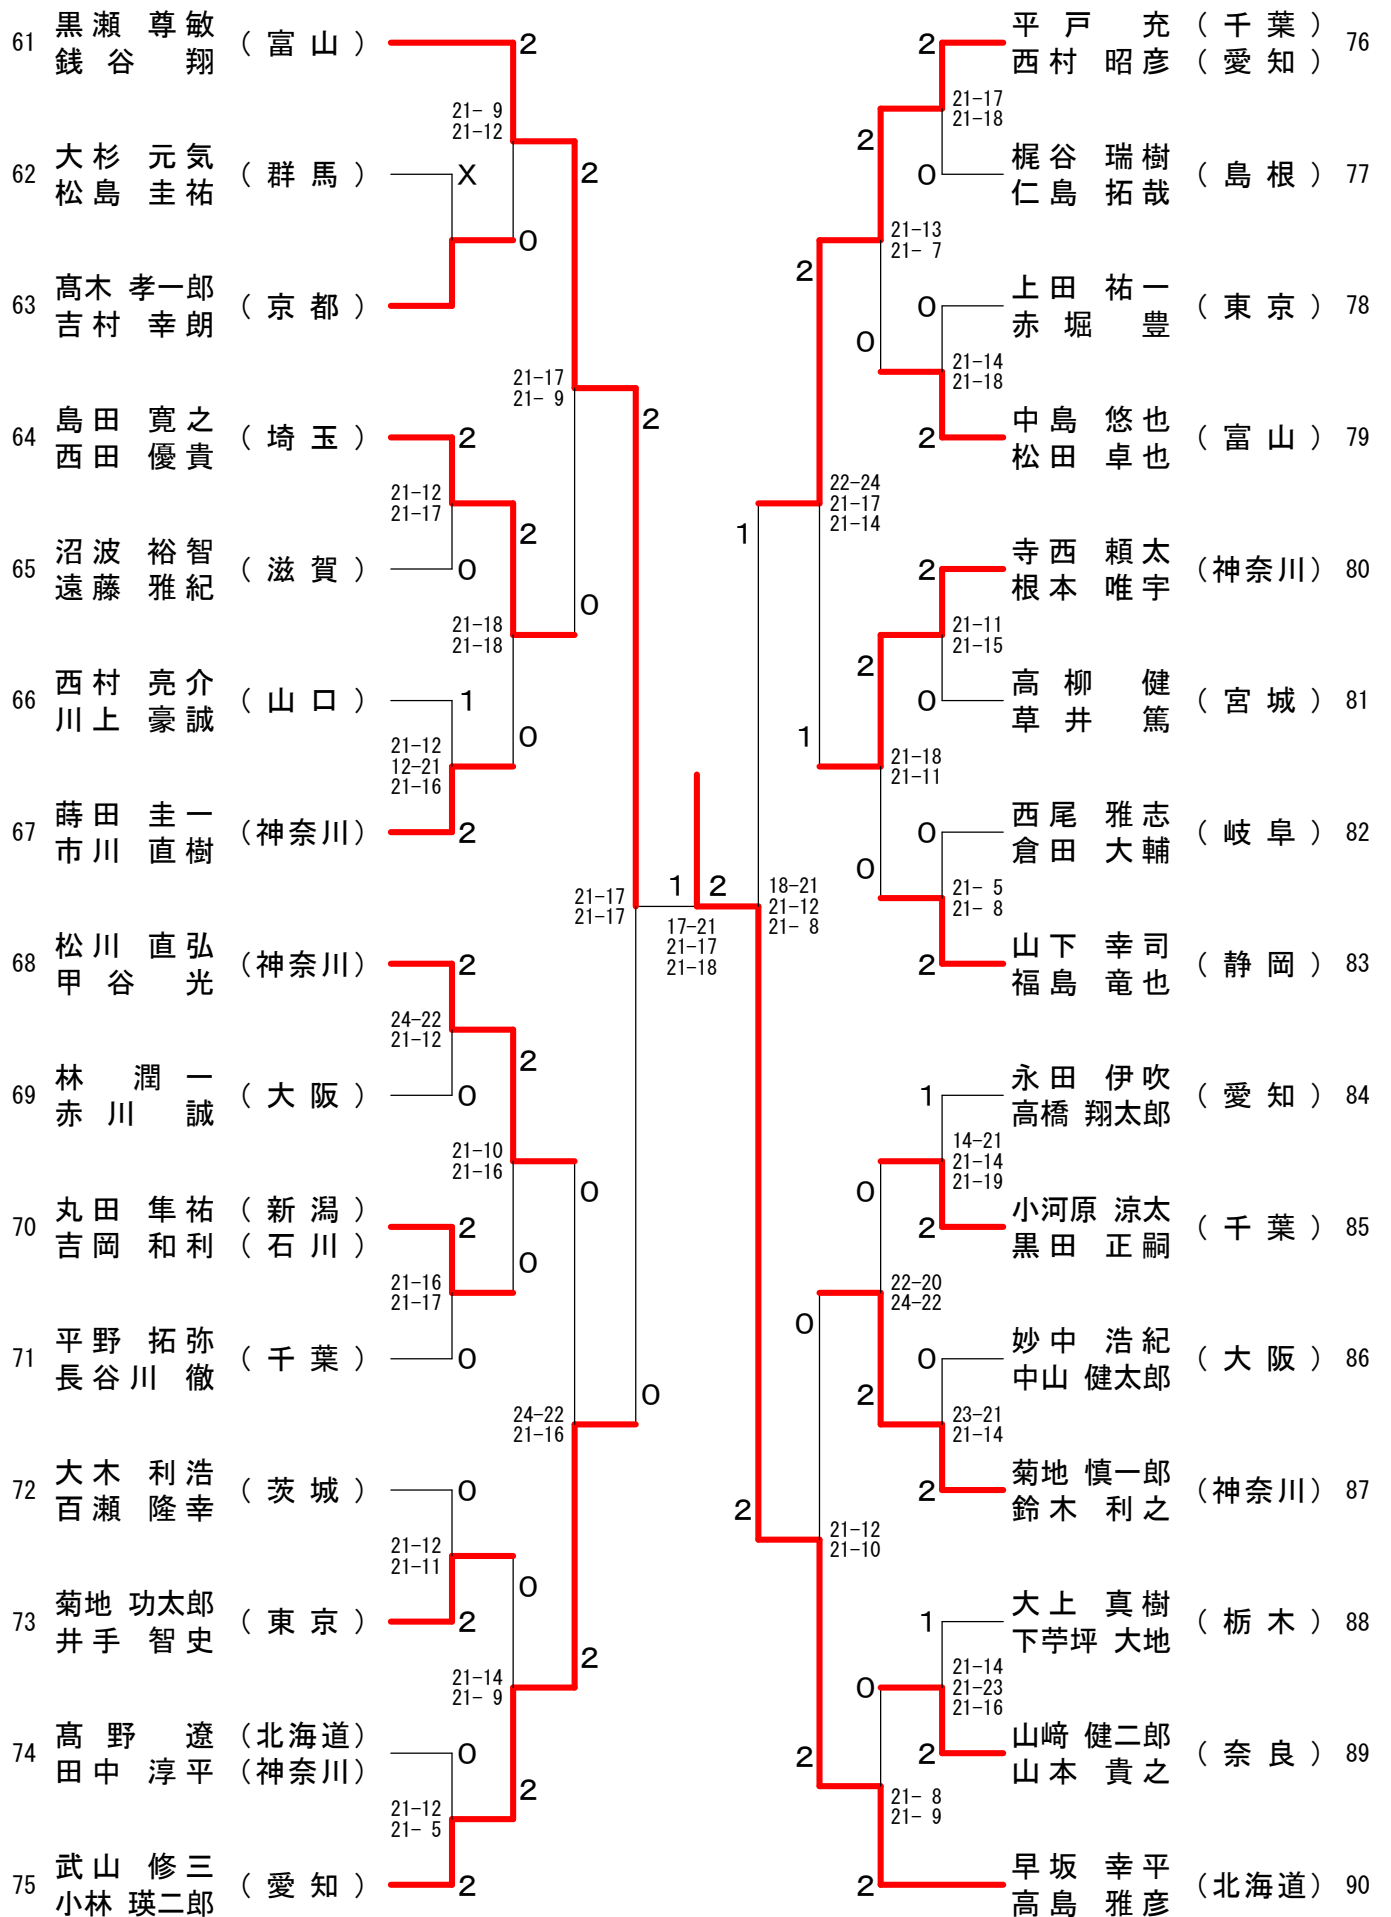 61 黒瀬 尊敏 (富山) 2
銭谷 翔
21- 9
21-12
2
62 大杉 元気 (群馬) X
松島 圭祐
0
63 髙木 孝一郎 (京都)
吉村 幸朗
21-17
21- 9
2
64 島田 寛之 (埼玉) 2
西田 優貴
21-12
21-17
2
65 沼波 裕智 (滋賀) 0
遠藤 雅紀
0
21-18
21-18
66 西村 亮介 (山口) 1
川上 豪誠
0
21-12
12-21
21-16
67 蒔田 圭一 (神奈川) 2
市川 直樹
21-17
21-17
1 2
17-21
21-17
21-18
68 松川 直弘 (神奈川) 2
甲谷 光
24-22
21-12
2
69 林 潤一 (大阪) 0
赤川 誠
21-10
21-16
0
70 丸田 隼祐 (新潟) 2
吉岡 和利 (石川)
0
21-16
21-17
71 平野 拓弥 (千葉) 0
長谷川 徹
0
24-22
21-16
72 大木 利浩 (茨城) 0
百瀬 隆幸
21-12
21-11
0
73 菊地 功太郎 (東京) 2
井手 智史
2
21-14
21- 9
74 髙野 遼 (北海道) 0
田中 淳平 (神奈川)
2
21-12
21- 5
75 武山 修三 (愛知) 2
小林 瑛二郎
2 平戸 充 (千葉) 76
西村 昭彦 (愛知)
21-17
21-18
2
0 梶谷 瑞樹 (島根) 77
仁島 拓哉
21-13
21- 7
2
0 上田 祐一 (東京) 78
赤堀 豊
0
21-14
21-18
2 中島 悠也 (富山) 79
松田 卓也
22-24
21-17
21-14
1
2 寺西 頼太 (神奈川) 80
根本 唯宇
21-11
21-15
2
0 高柳 健 (宮城) 81
草井 篤
1
21-18
21-11
0 西尾 雅志 (岐阜) 82
倉田 大輔
0
21- 5
21- 8
18-21
21-12
21- 8
2 山下 幸司 (静岡) 83
福島 竜也
1 永田 伊吹 (愛知) 84
高橋 翔太郎
14-21
21-14
21-19
0
2 小河原 涼太 (千葉) 85
黒田 正嗣
22-20
24-22
0
0 妙中 浩紀 (大阪) 86
中山 健太郎
2
23-21
21-14
2 菊地 慎一郎 (神奈川) 87
鈴木 利之
2
21-12
21-10
1 大上 真樹 (栃木) 88
下苧坪 大地
21-14
21-23
21-16
0
2 山﨑 健二郎 (奈良) 89
山本 貴之
2
21- 8
21- 9
2 早坂 幸平 (北海道) 90
高島 雅彦